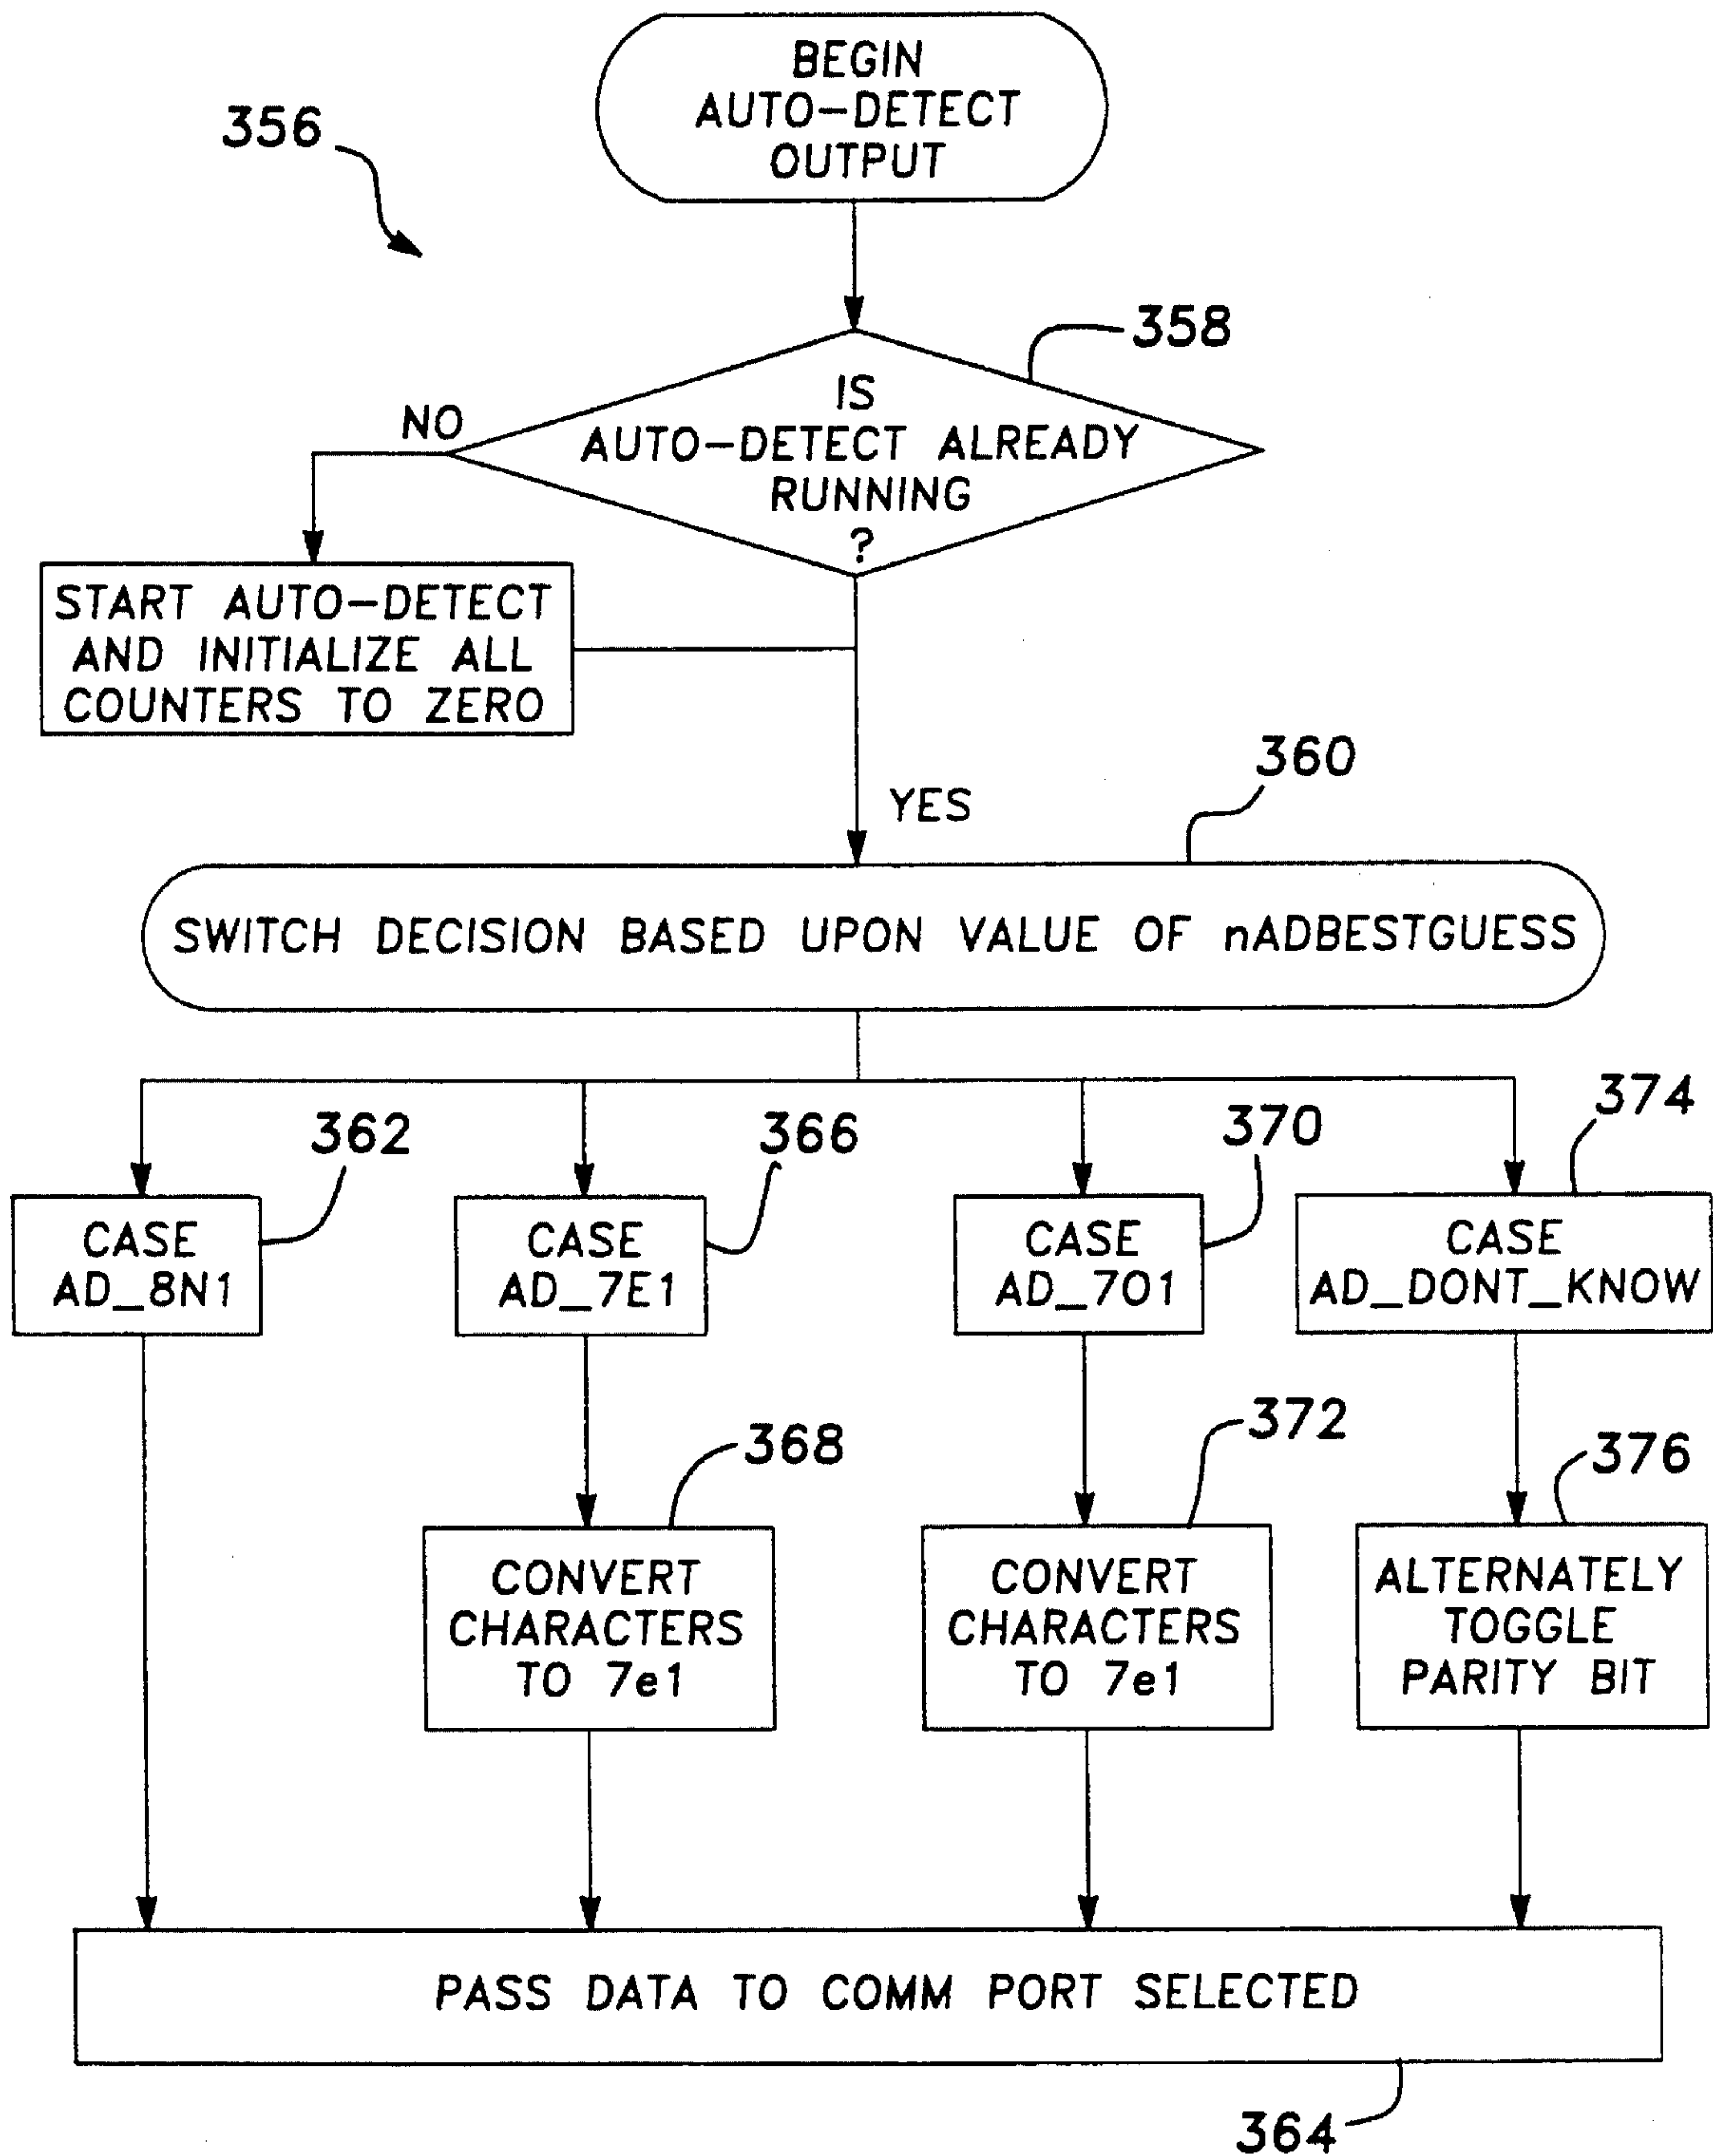 BEGIN
AUTO-DETECT
OUTPUT
356
358
IS
AUTO-DETECT ALREADY
RUNNING
?
NO
START AUTO-DETECT
AND INITIALIZE ALL
COUNTERS TO ZERO
360
YES
SWITCH DECISION BASED UPON VALUE OF nADBESTGUESS
362
366
370
374
CASE
AD_8N1
CASE
AD_7E1
CASE
AD_7O1
CASE
AD_DONT_KNOW
368
372
376
CONVERT
CHARACTERS
TO 7e1
CONVERT
CHARACTERS
TO 7e1
ALTERNATELY
TOGGLE
PARITY BIT
PASS DATA TO COMM PORT SELECTED
364